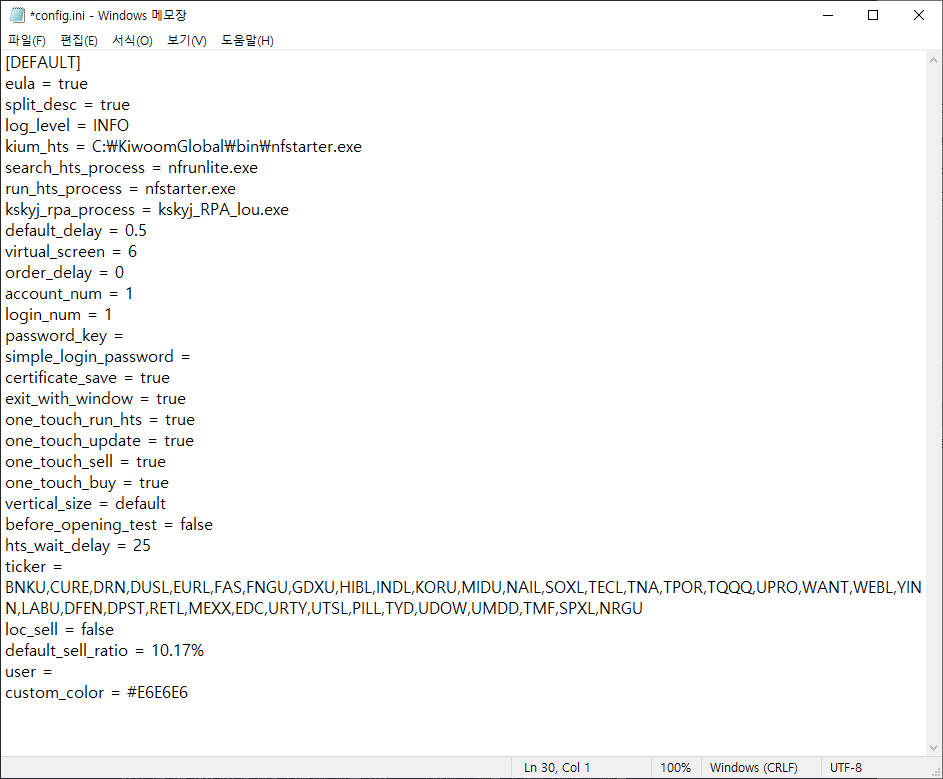 *config.ini - Windows 메모장
파일(F) 편집(E) 서식(O) 보기(V) 도움말(H)
[DEFAULT]
eula = true
split_desc = true
log_level = INFO
kium_hts = C:₩KiwoomGlobal₩bin₩nfstarter.exe
search_hts_process = nfrunlite.exe
run_hts_process = nfstarter.exe
kskyj_rpa_process = kskyj_RPA_lou.exe
default_delay = 0.5
virtual_screen = 6
order_delay = 0
account_num = 1
login_num = 1
password_key =
simple_login_password =
certificate_save = true
exit_with_window = true
one_touch_run_hts = true
one_touch_update = true
one_touch_sell = true
one_touch_buy = true
vertical_size = default
before_opening_test = false
hts_wait_delay = 25
ticker =
BNKU,CURE,DRN,DUSL,EURL,FAS,FNGU,GDXU,HIBL,INDL,KORU,MIDU,NAIL,SOXL,TECL,TNA,TPOR,TQQQ,UPRO,WANT,WEBL,YIN
N,LABU,DFEN,DPST,RETL,MEXX,EDC,URTY,UTSL,PILL,TYD,UDOW,UMDD,TMF,SPXL,NRGU
loc_sell = false
default_sell_ratio = 10.17%
user =
custom_color = #E6E6E6
Ln 30, Col 1 100% Windows (CRLF) UTF-8